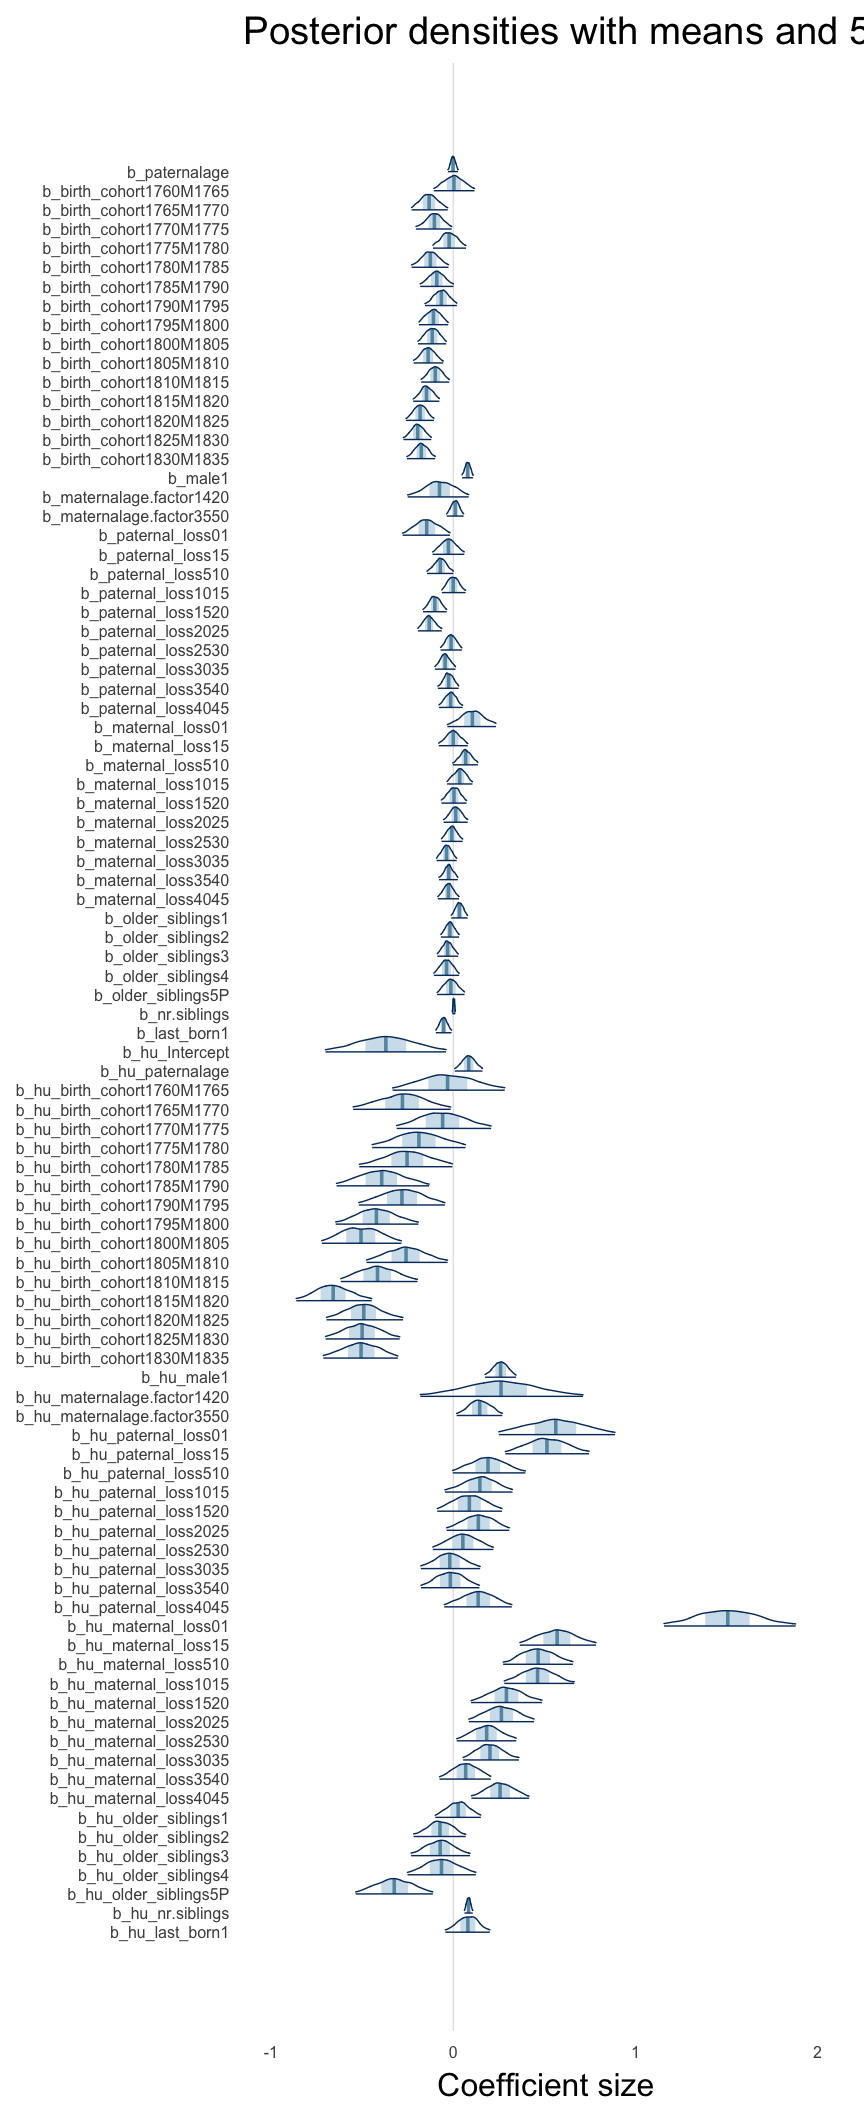 Posterior densities with means and 5
b_paternalage
b_birth_cohort1760M1765
b_birth_cohort1765M1770
b_birth_cohort1770M1775
b_birth_cohort1775M1780
b_birth_cohort1780M1785
b_birth_cohort1785M1790
b_birth_cohort1790M1795
b_birth_cohort1795M1800
b_birth_cohort1800M1805
b_birth_cohort1805M1810
b_birth_cohort1810M1815
b_birth_cohort1815M1820
b_birth_cohort1820M1825
b_birth_cohort1825M1830
b_birth_cohort1830M1835
b_male1
b_maternalage.factor1420
b_maternalage.factor3550
b_paternal_loss01
b_paternal_loss15
b_paternal_loss510
b_paternal_loss1015
b_paternal_loss1520
b_paternal_loss2025
b_paternal_loss2530
b_paternal_loss3035
b_paternal_loss3540
b_paternal_loss4045
b_maternal_loss01
b_maternal_loss15
b_maternal_loss510
b_maternal_loss1015
b_maternal_loss1520
b_maternal_loss2025
b_maternal_loss2530
b_maternal_loss3035
b_maternal_loss3540
b_maternal_loss4045
b_older_siblings1
b_older_siblings2
b_older_siblings3
b_older_siblings4
b_older_siblings5P
b_nr.siblings
b_last_born1
b_hu_Intercept
b_hu_paternalage
b_hu_birth_cohort1760M1765
b_hu_birth_cohort1765M1770
b_hu_birth_cohort1770M1775
b_hu_birth_cohort1775M1780
b_hu_birth_cohort1780M1785
b_hu_birth_cohort1785M1790
b_hu_birth_cohort1790M1795
b_hu_birth_cohort1795M1800
b_hu_birth_cohort1800M1805
b_hu_birth_cohort1805M1810
b_hu_birth_cohort1810M1815
b_hu_birth_cohort1815M1820
b_hu_birth_cohort1820M1825
b_hu_birth_cohort1825M1830
b_hu_birth_cohort1830M1835
b_hu_male1
b_hu_maternalage.factor1420
b_hu_maternalage.factor3550
b_hu_paternal_loss01
b_hu_paternal_loss15
b_hu_paternal_loss510
b_hu_paternal_loss1015
b_hu_paternal_loss1520
b_hu_paternal_loss2025
b_hu_paternal_loss2530
b_hu_paternal_loss3035
b_hu_paternal_loss3540
b_hu_paternal_loss4045
b_hu_maternal_loss01
b_hu_maternal_loss15
b_hu_maternal_loss510
b_hu_maternal_loss1015
b_hu_maternal_loss1520
b_hu_maternal_loss2025
b_hu_maternal_loss2530
b_hu_maternal_loss3035
b_hu_maternal_loss3540
b_hu_maternal_loss4045
b_hu_older_siblings1
b_hu_older_siblings2
b_hu_older_siblings3
b_hu_older_siblings4
b_hu_older_siblings5P
b_hu_nr.siblings
b_hu_last_born1
-1 0 1 2
Coefficient size